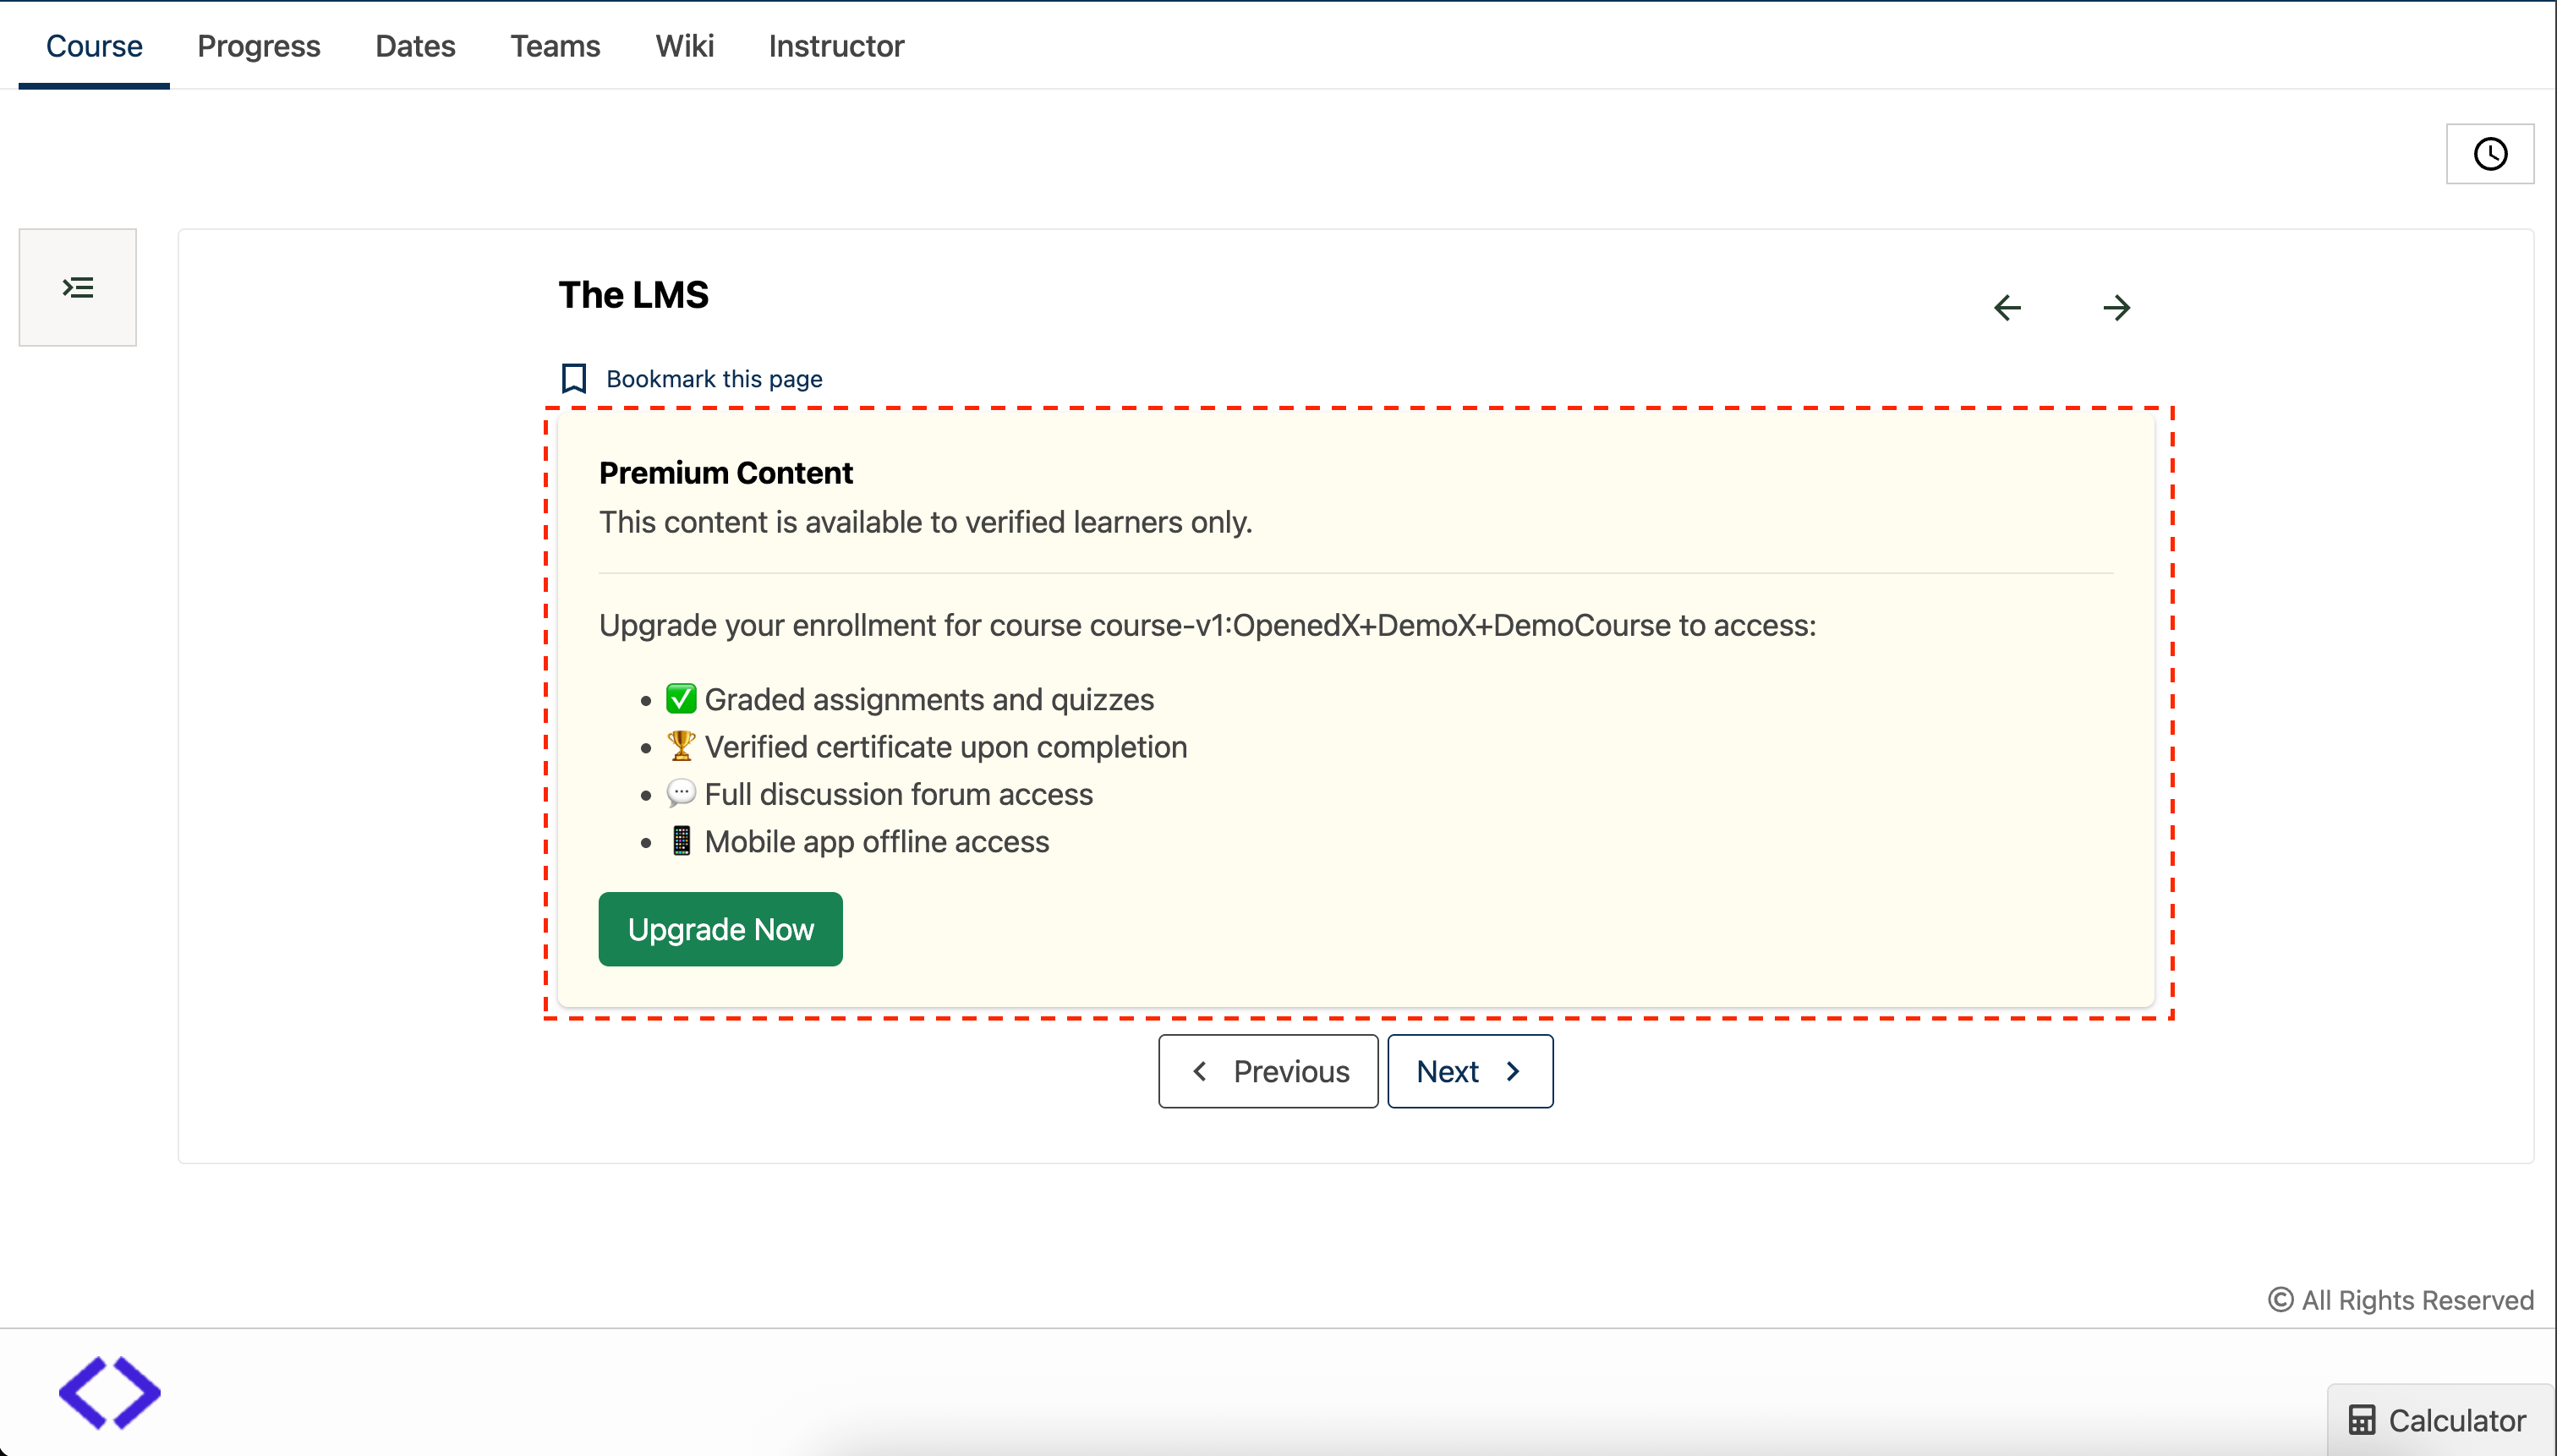 Course Progress Dates Teams Wiki Instructor
The LMS
Bookmark this page
Premium Content
This content is available to verified learners only.
Upgrade your enrollment for course course-v1:OpenedX+DemoX+DemoCourse to access:
• ✅ Graded assignments and quizzes
• 🏆 Verified certificate upon completion
• 💬 Full discussion forum access
• 📱 Mobile app offline access
Upgrade Now
Previous Next
© All Rights Reserved
Calculator